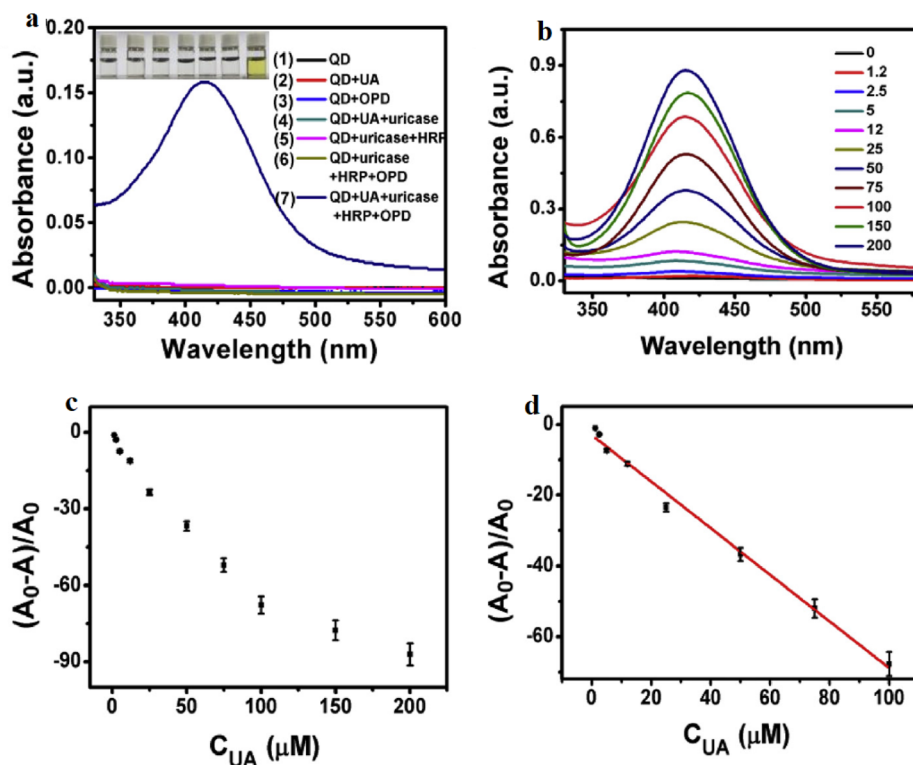 a
0.20
0.15
0.10
0.05
0.00
Absorbance (a.u.)
350 400 450 500 550 600
Wavelength (nm)
(1) QD
(2) QD+UA
(3) QD+OPD
(4) QD+UA+uricase
(5) QD+uricase+HRP
(6) QD+uricase
+HRP+OPD
(7) QD+UA+uricase
+HRP+OPD
b
0.9
0.6
0.3
0.0
Absorbance (a.u.)
350 400 450 500 550
Wavelength (nm)
0
1.2
2.5
5
12
25
50
75
100
150
200
c
0
-30
-60
-90
(A0-A)/A0
0 50 100 150 200
CUA (μM)
d
0
-20
-40
-60
(A0-A)/A0
0 20 40 60 80 100
CUA (μM)